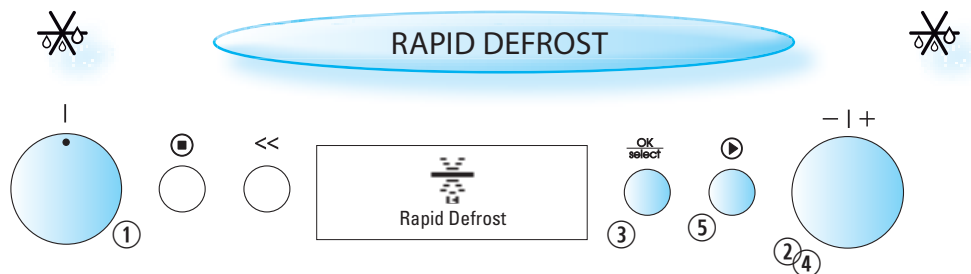 RAPID DEFROST
<<
OK
select
− | +
Rapid Defrost
1
3
5
2
4